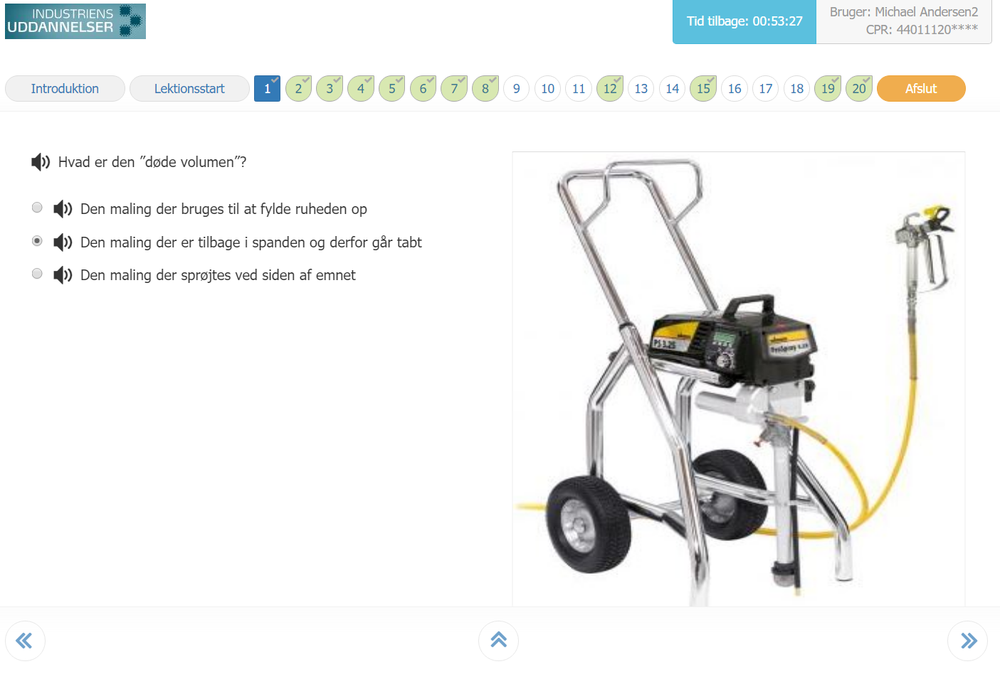 INDUSTRIENS
UDDANNELSER
Tid tilbage: 00:53:27
Bruger: Michael Andersen2
CPR: 44011120****
Introduktion
Lektionsstart
1
2
3
4
5
6
7
8
9
10
11
12
13
14
15
16
17
18
19
20
Afslut
Hvad er den ”døde volumen”?
Den maling der bruges til at fylde ruheden op
Den maling der er tilbage i spanden og derfor går tabt
Den maling der sprøjtes ved siden af emnet
PS 3.25